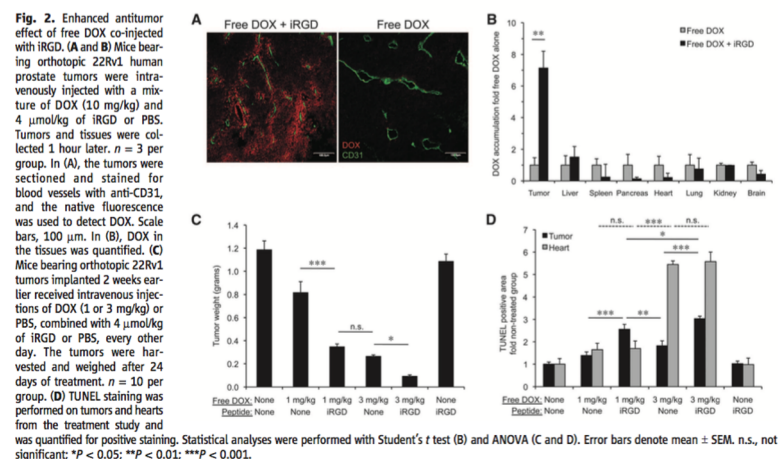 Fig. 2. Enhanced antitumor
effect of free DOX co-injected
with iRGD. (A and B) Mice bear-
ing orthotopic 22Rv1 human
prostate tumors were intra-
venously injected with a mix-
ture of DOX (10 mg/kg) and
4 μmol/kg of iRGD or PBS.
Tumors and tissues were col-
lected 1 hour later. n = 3 per
group. In (A), the tumors were
sectioned and stained for
blood vessels with anti-CD31,
and the native fluorescence
was used to detect DOX. Scale
bars, 100 μm. In (B), DOX in
the tissues was quantified. (C)
Mice bearing orthotopic 22Rv1
tumors implanted 2 weeks ear-
lier received intravenous injec-
tions of DOX (1 or 3 mg/kg) or
PBS, combined with 4 μmol/kg
of iRGD or PBS, every other
day. The tumors were har-
vested and weighed after 24
days of treatment. n = 10 per
group. (D) TUNEL staining was
performed on tumors and hearts
from the treatment study and
was quantified for positive staining. Statistical analyses were performed with Student's t test (B) and ANOVA (C and D). Error bars denote mean ± SEM. n.s., not
significant; *P < 0.05; **P < 0.01; ***P < 0.001.
A
Free DOX + iRGD
Free DOX
DOX
CD31
B
Free DOX
Free DOX + iRGD
DOX accumulation fold free DOX alone
10
8
6
4
2
0
**
Tumor Liver Spleen Pancreas Heart Lung Kidney Brain
C
Tumor weight (grams)
1.4
1.2
1.0
0.8
0.6
0.4
0.2
0
***
n.s.
*
Free DOX: None 1 mg/kg 1 mg/kg 3 mg/kg 3 mg/kg None
Peptide: None None iRGD None iRGD iRGD
D
Tumor
Heart
TUNEL positive area
fold non-treated group
7
6
5
4
3
2
1
0
n.s. *** n.s.
*
***
*** **
Free DOX: None 1 mg/kg 1 mg/kg 3 mg/kg 3 mg/kg None
Peptide: None None iRGD None iRGD iRGD